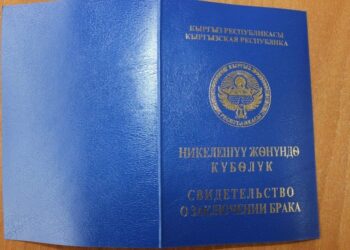 КЫРГЫЗ РЕСПУБЛИКАСЫ
КЫРГЫЗСКАЯ РЕСПУБЛИКА
НИКЕЛЕШҮҮ ЖӨНҮНДӨ
КҮБӨЛҮК
СВИДЕТЕЛЬСТВО
О ЗАКЛЮЧЕНИИ БРАКА